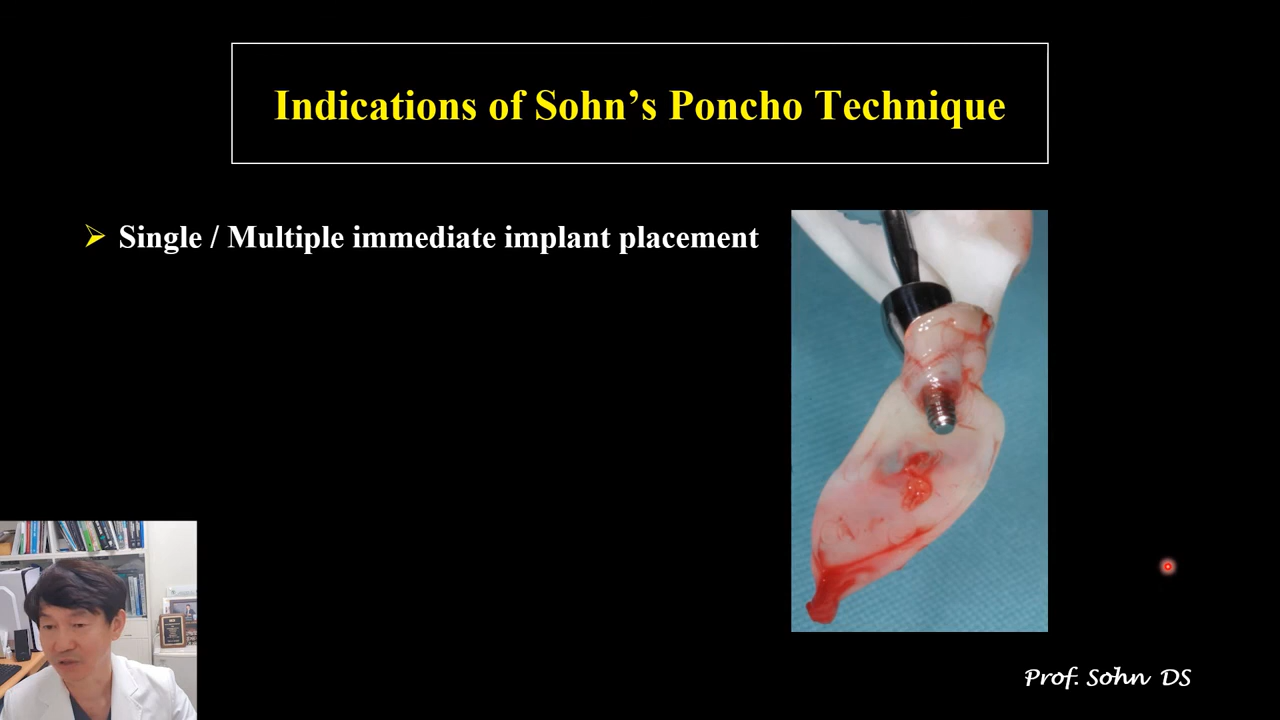 Indications of Sohn’s Poncho Technique
Single / Multiple immediate implant placement
Prof. Sohn DS